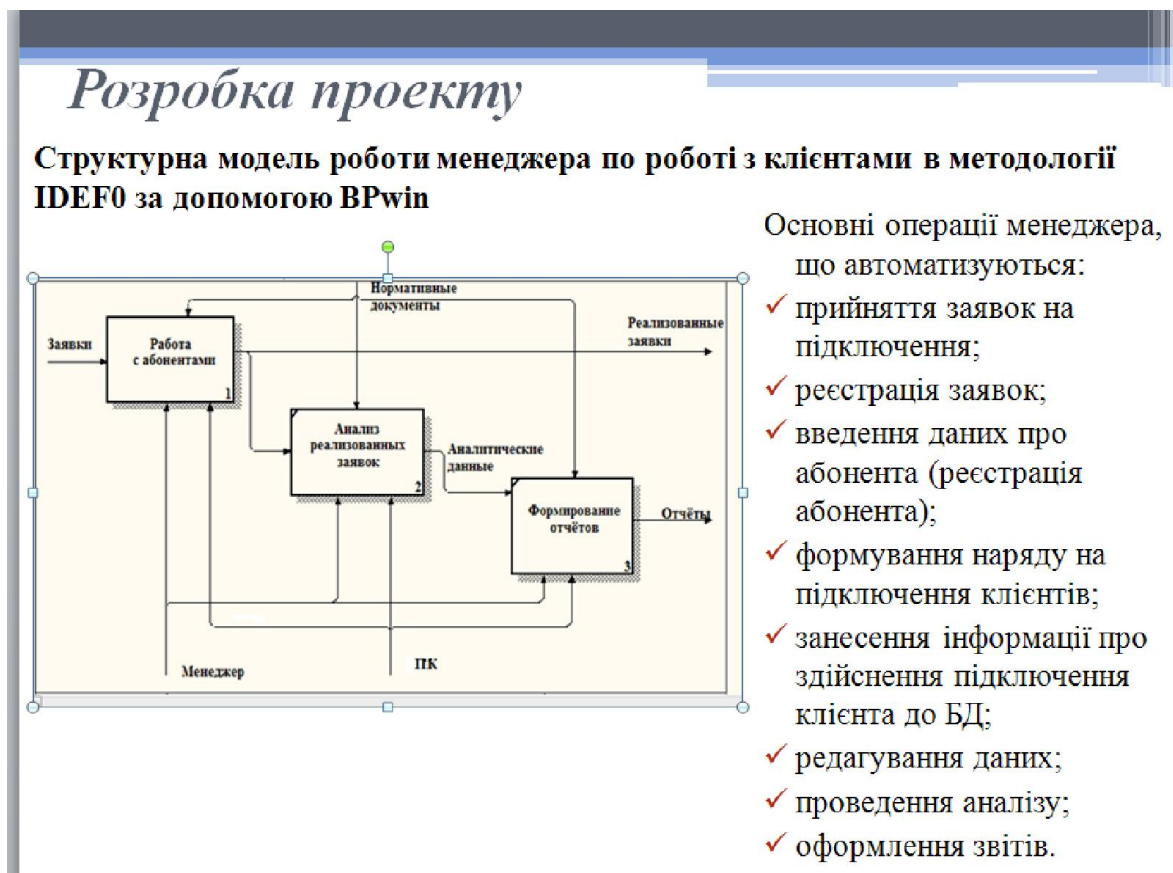 Розробка проекту
Структурна модель роботи менеджера по роботі з клієнтами в методології
IDEF0 за допомогою BPwin
Нормативные
документы
Заявки
Работа
с абонентами
1
Реализованные
заявки
Анализ
реализованных
заявок
2
Аналитические
данные
Формирование
отчётов
3
Отчёты
Менеджер
ПК
Основні операції менеджера,
що автоматизуються:
✓ прийняття заявок на
підключення;
✓ реєстрація заявок;
✓ введення даних про
абонента (реєстрація
абонента);
✓ формування наряду на
підключення клієнтів;
✓ занесення інформації про
здійснення підключення
клієнта до БД;
✓ редагування даних;
✓ проведення аналізу;
✓ оформлення звітів.